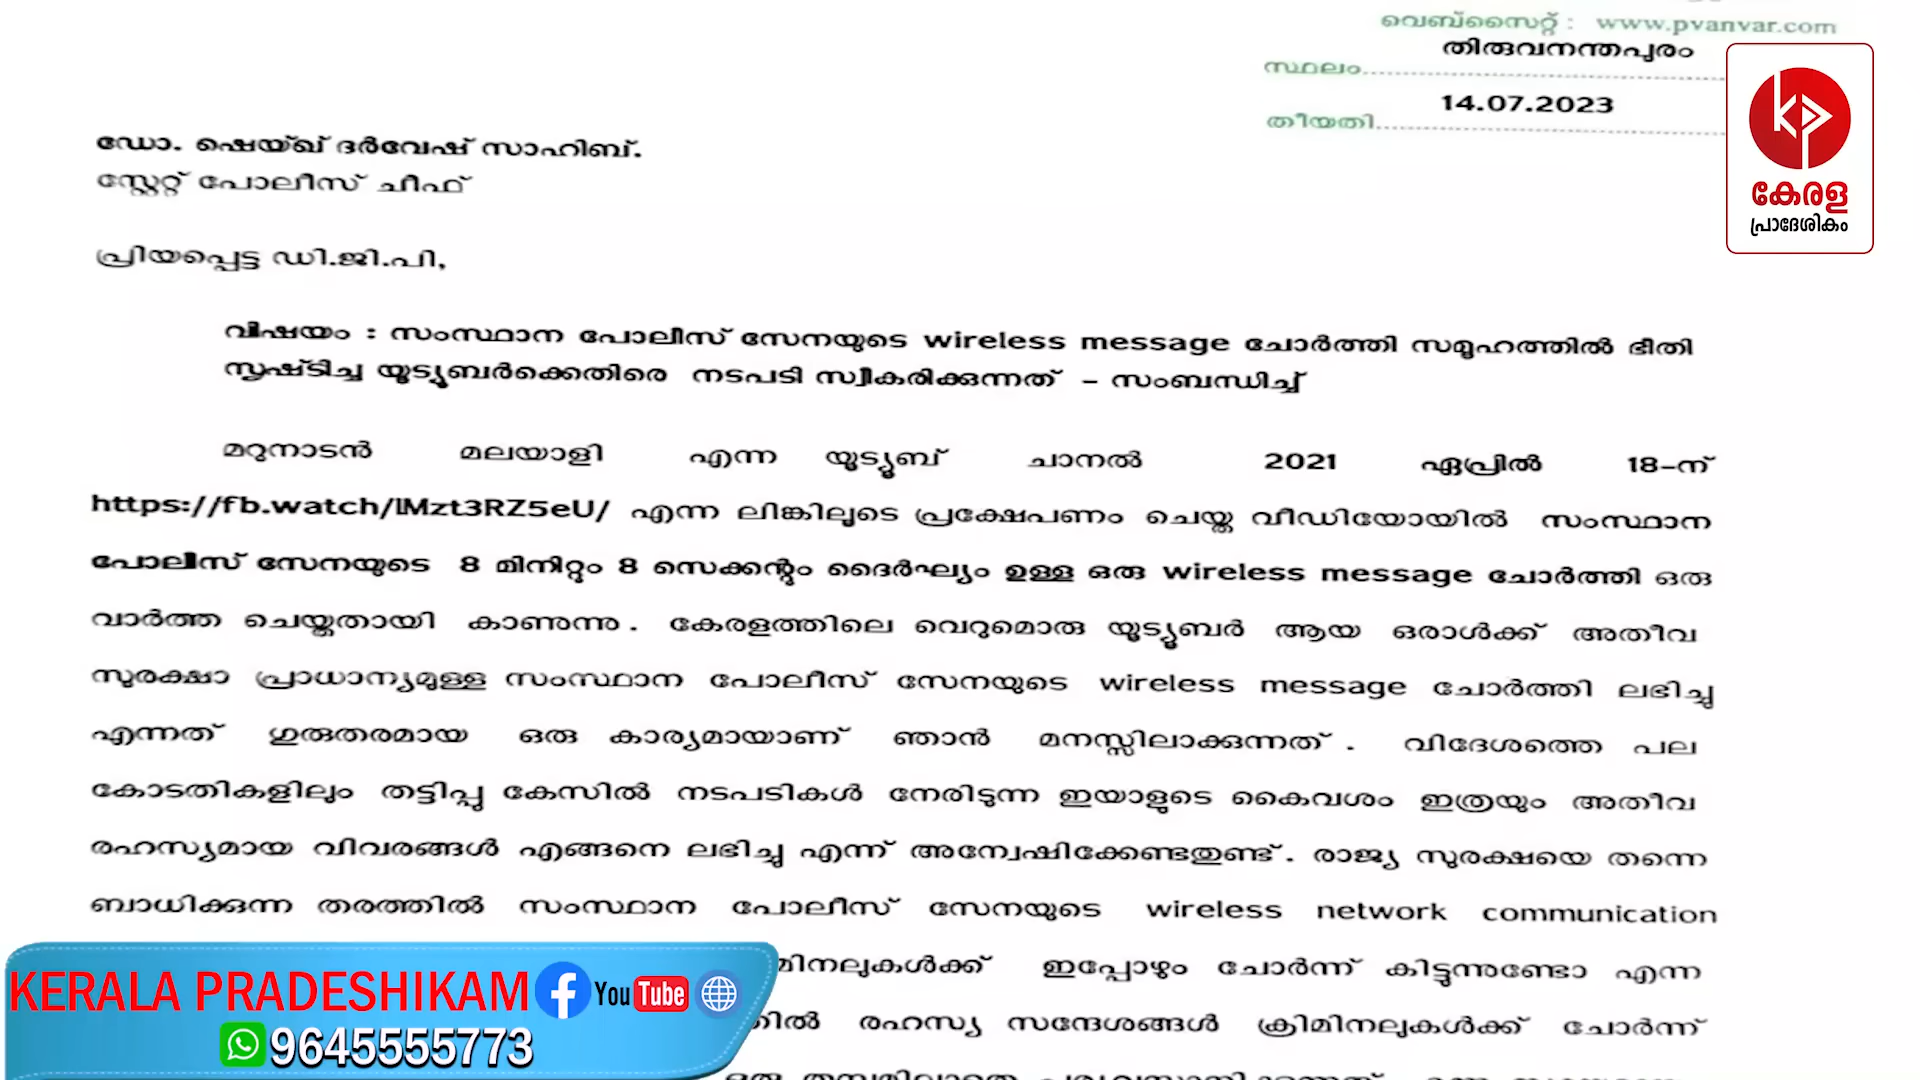 വെബ്സൈറ്റ് : www.pvanvar.com
തിരുവനന്തപുരം
സ്ഥലം
14.07.2023
തീയതി
കേരള
പ്രാദേശികം
ഡോ. ഷെയ്ഖ് ദർവേഷ് സാഹിബ്.
സ്റ്റേറ്റ് പോലീസ് ചീഫ്
പ്രിയപ്പെട്ട ഡി.ജി.പി,
വിഷയം : സംസ്ഥാന പോലീസ് സേനയുടെ wireless message ചോർത്തി സമൂഹത്തിൽ ഭീതി
സൃഷ്ടിച്ച യൂട്യൂബർക്കെതിരെ നടപടി സ്വീകരിക്കുന്നത് – സംബന്ധിച്ച്
മറുനാടൻ മലയാളി എന്ന യൂട്യൂബ് ചാനൽ 2021 ഏപ്രിൽ 18-ന്
https://fb.watch/lMzt3RZ5eU/ എന്ന ലിങ്കിലൂടെ പ്രക്ഷേപണം ചെയ്ത വീഡിയോയിൽ സംസ്ഥാന
പോലീസ് സേനയുടെ 8 മിനിറ്റും 8 സെക്കന്റും ദൈർഘ്യം ഉള്ള ഒരു wireless message ചോർത്തി ഒരു
വാർത്ത ചെയ്തതായി കാണുന്നു. കേരളത്തിലെ വെറുമൊരു യൂട്യൂബർ ആയ ഒരാൾക്ക് അതീവ
സുരക്ഷാ പ്രാധാന്യമുള്ള സംസ്ഥാന പോലീസ് സേനയുടെ wireless message ചോർത്തി ലഭിച്ചു
എന്നത് ഗുരുതരമായ ഒരു കാര്യമായാണ് ഞാൻ മനസ്സിലാക്കുന്നത്. വിദേശത്തെ പല
കോടതികളിലും തട്ടിപ്പു കേസിൽ നടപടികൾ നേരിടുന്ന ഇയാളുടെ കൈവശം ഇത്രയും അതീവ
രഹസ്യമായ വിവരങ്ങൾ എങ്ങനെ ലഭിച്ചു എന്ന് അന്വേഷിക്കേണ്ടതുണ്ട്. രാജ്യ സുരക്ഷയെ തന്നെ
ബാധിക്കുന്ന തരത്തിൽ സംസ്ഥാന പോലീസ് സേനയുടെ wireless network communication
ഇപ്പോഴും ചോർന്ന് കിട്ടുന്നുണ്ടോ എന്ന
രഹസ്യ സന്ദേശങ്ങൾ ക്രിമിനലുകൾക്ക് ചോർന്ന്
KERALA PRADESHIKAM f YouTube
9645555773